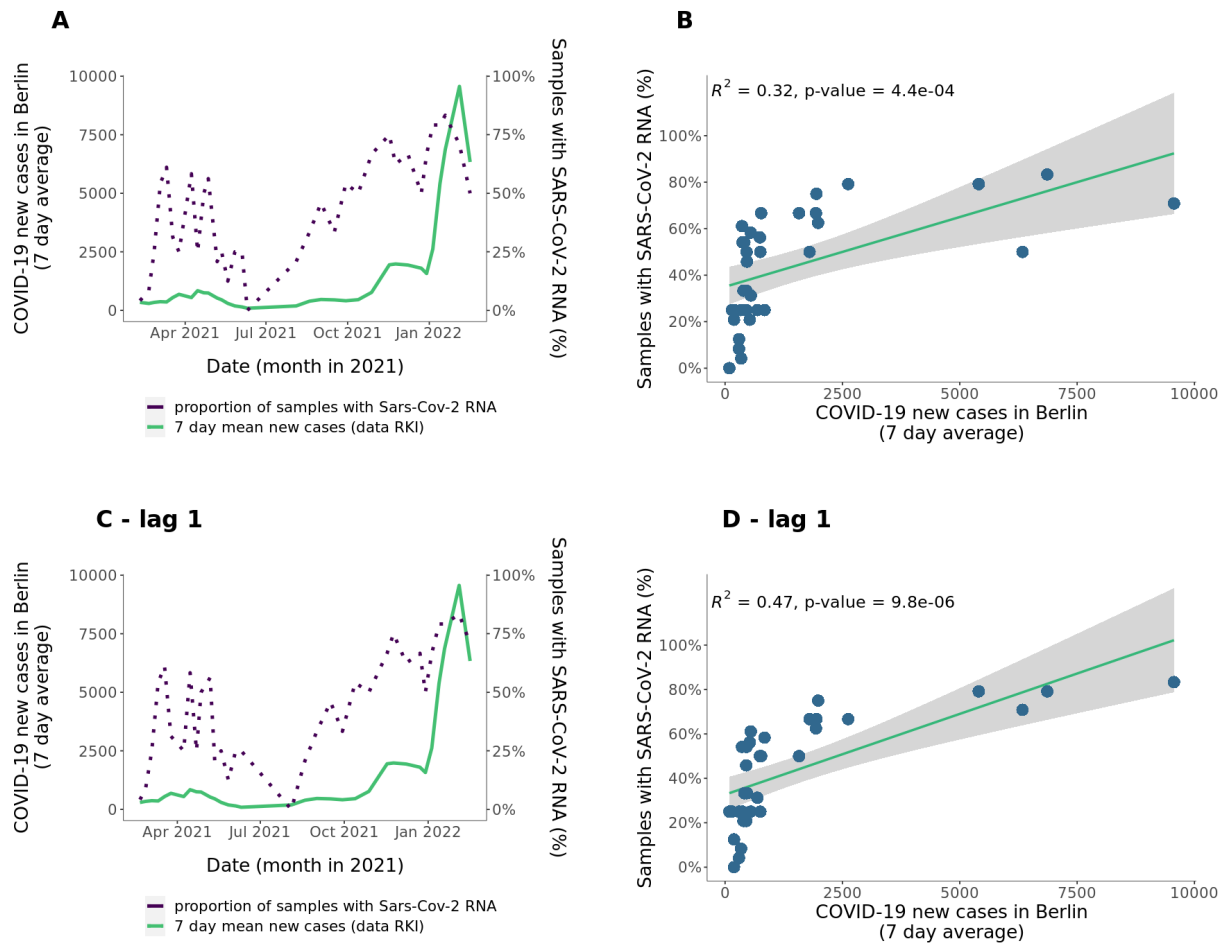 A
COVID-19 new cases in Berlin
(7 day average)
10000
7500
5000
2500
0
100%
75%
50%
25%
0%
Samples with SARS-CoV-2 RNA (%)
Apr 2021 Jul 2021 Oct 2021 Jan 2022
Date (month in 2021)
proportion of samples with Sars-Cov-2 RNA
7 day mean new cases (data RKI)
B
Samples with SARS-CoV-2 RNA (%)
R² = 0.32, p-value = 4.4e-04
100%
80%
60%
40%
20%
0%
0 2500 5000 7500 10000
COVID-19 new cases in Berlin
(7 day average)
C - lag 1
COVID-19 new cases in Berlin
(7 day average)
10000
7500
5000
2500
0
100%
75%
50%
25%
0%
Samples with SARS-CoV-2 RNA (%)
Apr 2021 Jul 2021 Oct 2021 Jan 2022
Date (month in 2021)
proportion of samples with Sars-Cov-2 RNA
7 day mean new cases (data RKI)
D - lag 1
Samples with SARS-CoV-2 RNA (%)
R² = 0.47, p-value = 9.8e-06
100%
80%
60%
40%
20%
0%
0 2500 5000 7500 10000
COVID-19 new cases in Berlin
(7 day average)